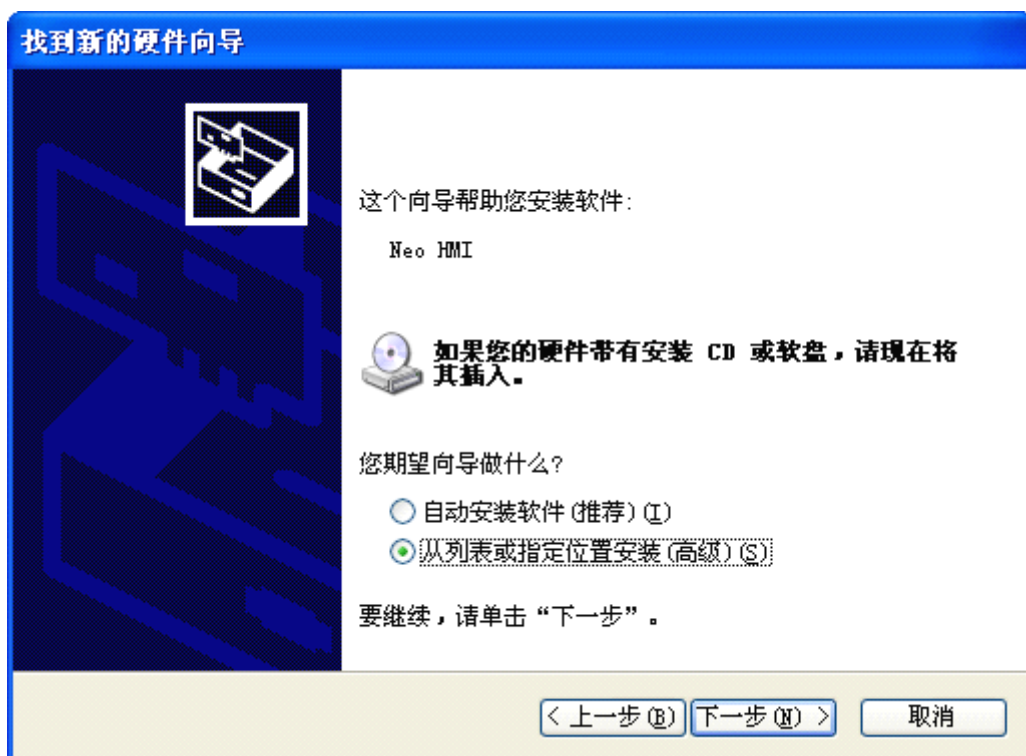 找到新的硬件向导
这个向导帮助您安装软件:
Neo HMI
如果您的硬件带有安装 CD 或软盘，请现在将
其插入。
您期望向导做什么?
自动安装软件(推荐)(I)
从列表或指定位置安装(高级)(S)
要继续，请单击“下一步”。
< 上一步(B) 下一步(N) > 取消